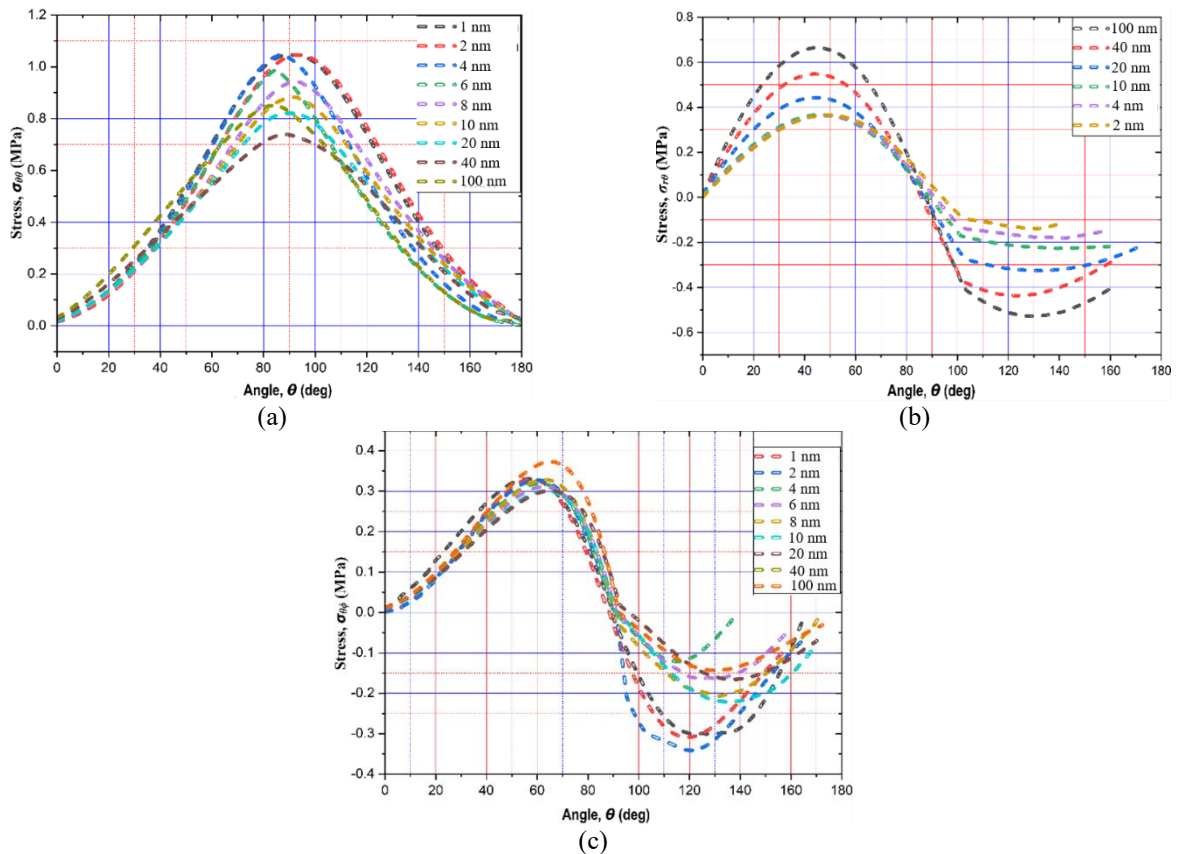 1 nm
2 nm
4 nm
6 nm
8 nm
10 nm
20 nm
40 nm
100 nm
Stress, σθθ (MPa)
1.2
1.0
0.8
0.6
0.4
0.2
0.0
0 20 40 60 80 100 120 140 160 180
Angle, θ (deg)
(a)
100 nm
40 nm
20 nm
10 nm
4 nm
2 nm
Stress, σrθ (MPa)
0.8
0.6
0.4
0.2
0.0
-0.2
-0.4
-0.6
0 20 40 60 80 100 120 140 160 180
Angle, θ (deg)
(b)
1 nm
2 nm
4 nm
6 nm
8 nm
10 nm
20 nm
40 nm
100 nm
Stress, σθϕ (MPa)
0.4
0.3
0.2
0.1
0.0
-0.1
-0.2
-0.3
-0.4
0 20 40 60 80 100 120 140 160 180
Angle, θ (deg)
(c)